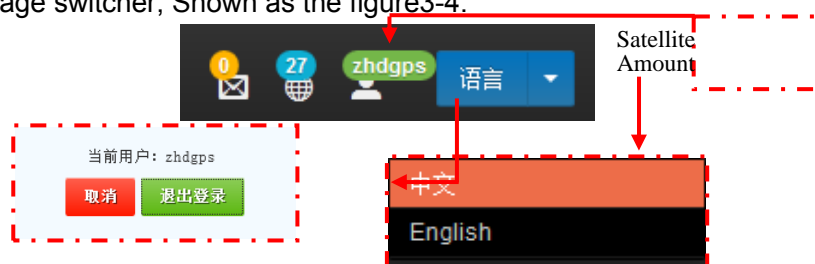 age switcher, Shown as the figure3-4.
0
27
zhdgps
语言
Satellite
Amount
当前用户: zhdgps
取消
退出登录
中文
English